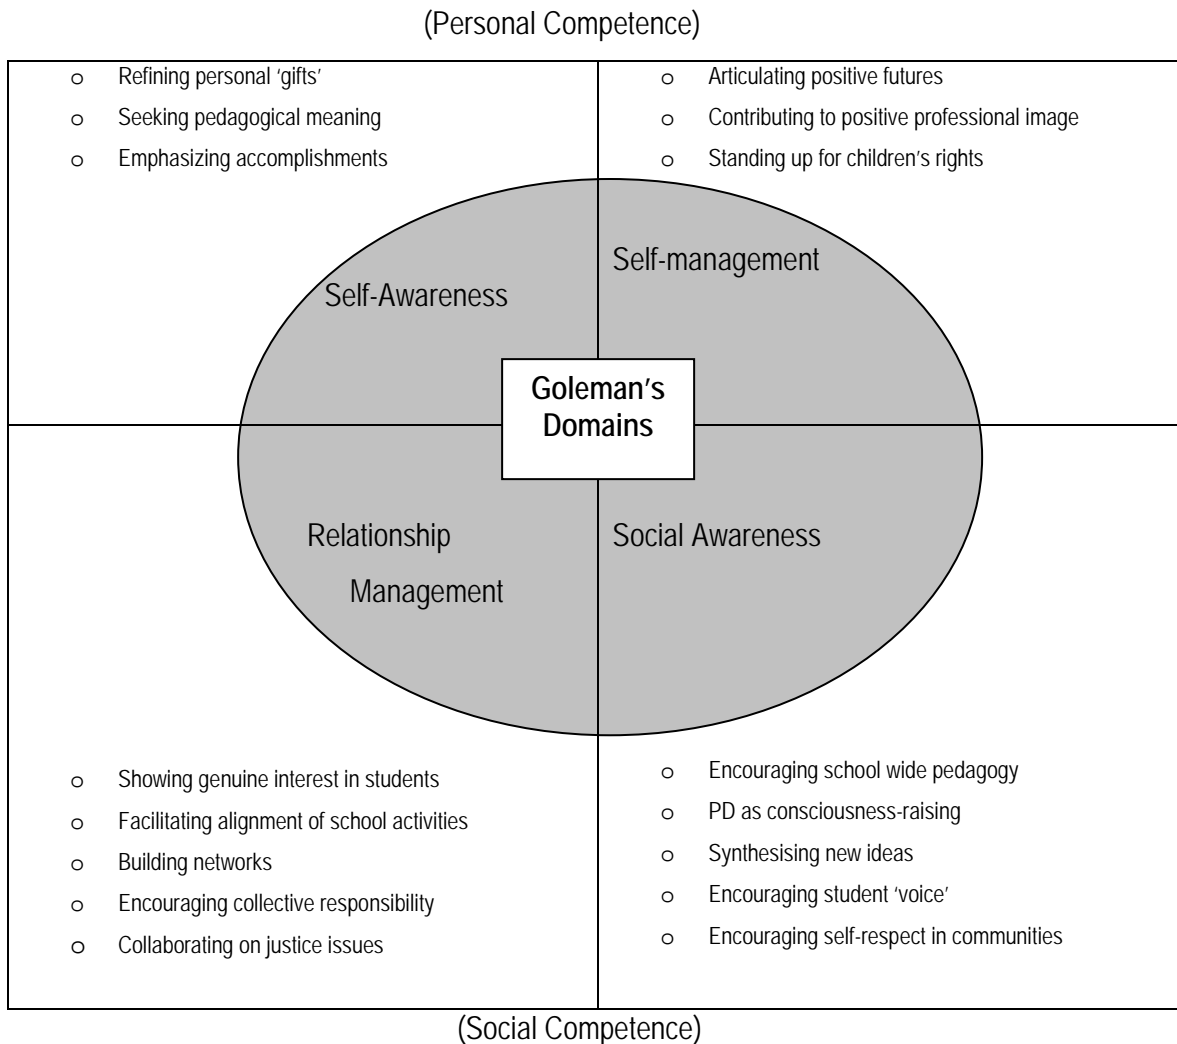 (Personal Competence)
o Refining personal ‘gifts’
o Seeking pedagogical meaning
o Emphasizing accomplishments
o Articulating positive futures
o Contributing to positive professional image
o Standing up for children’s rights
Self-Awareness
Self-management
Goleman’s
Domains
Relationship
Management
Social Awareness
o Showing genuine interest in students
o Facilitating alignment of school activities
o Building networks
o Encouraging collective responsibility
o Collaborating on justice issues
o Encouraging school wide pedagogy
o PD as consciousness-raising
o Synthesising new ideas
o Encouraging student ‘voice’
o Encouraging self-respect in communities
(Social Competence)